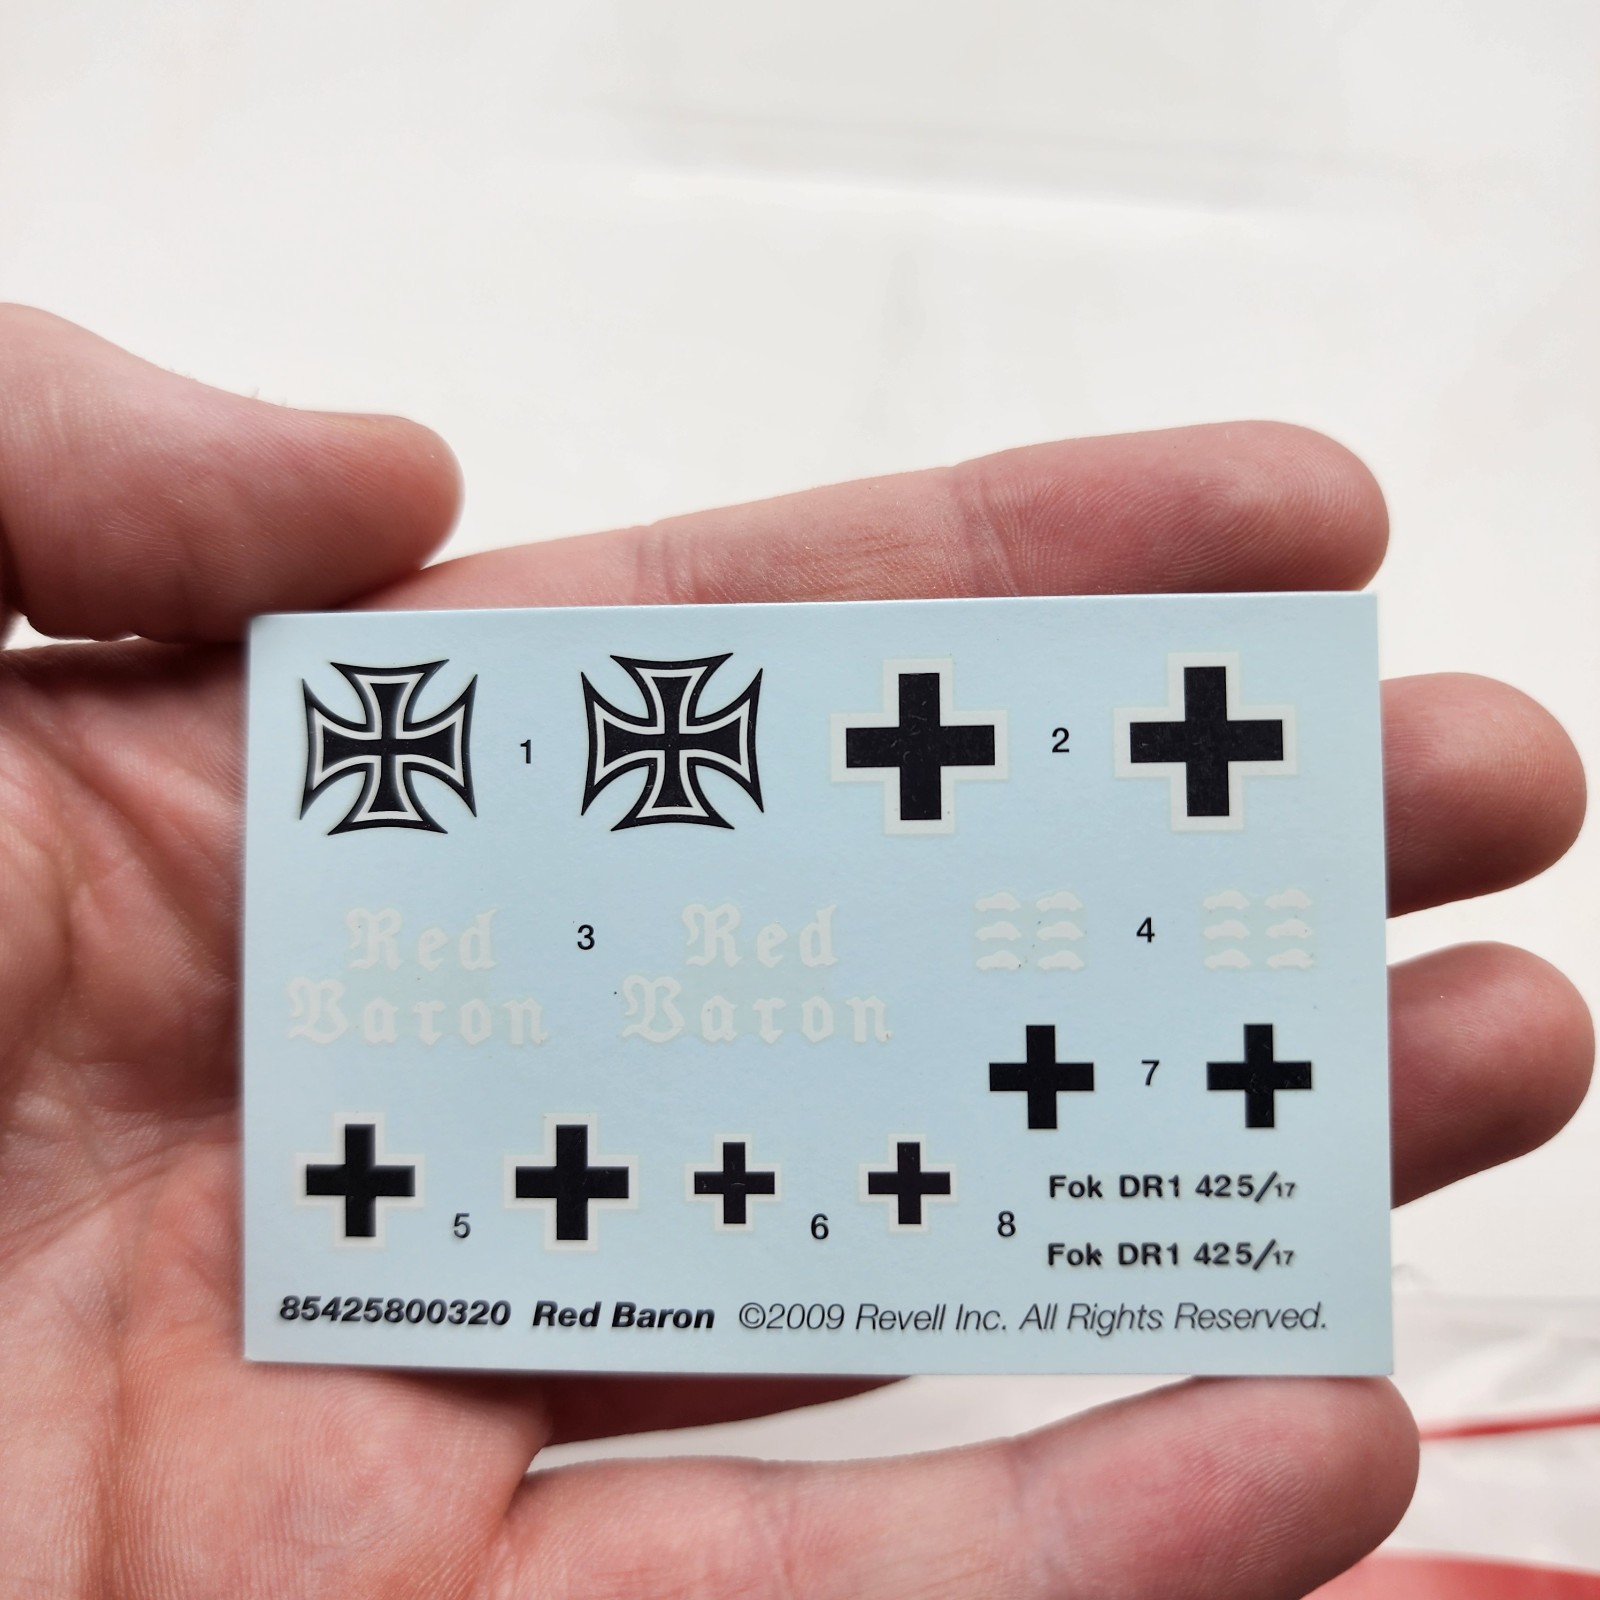 1
2
Red
Baron
3
Red
Baron
4
7
5
6
8
Fok DR1 425/17
Fok DR1 425/17
85425800320 Red Baron ©2009 Revell Inc. All Rights Reserved.